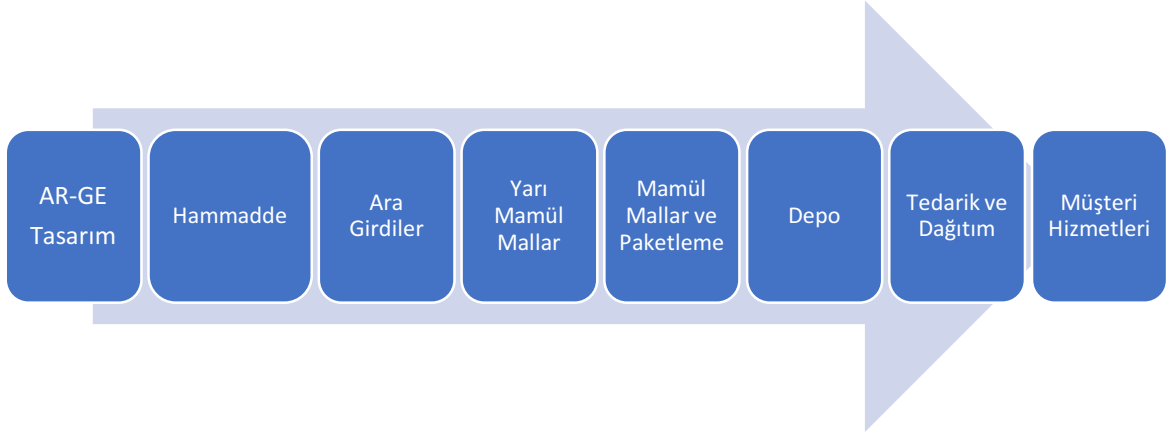 AR-GE
Tasarım
Hammadde
Ara
Girdiler
Yarı
Mamül
Mallar
Mamül
Mallar ve
Paketleme
Depo
Tedarik ve
Dağıtım
Müşteri
Hizmetleri